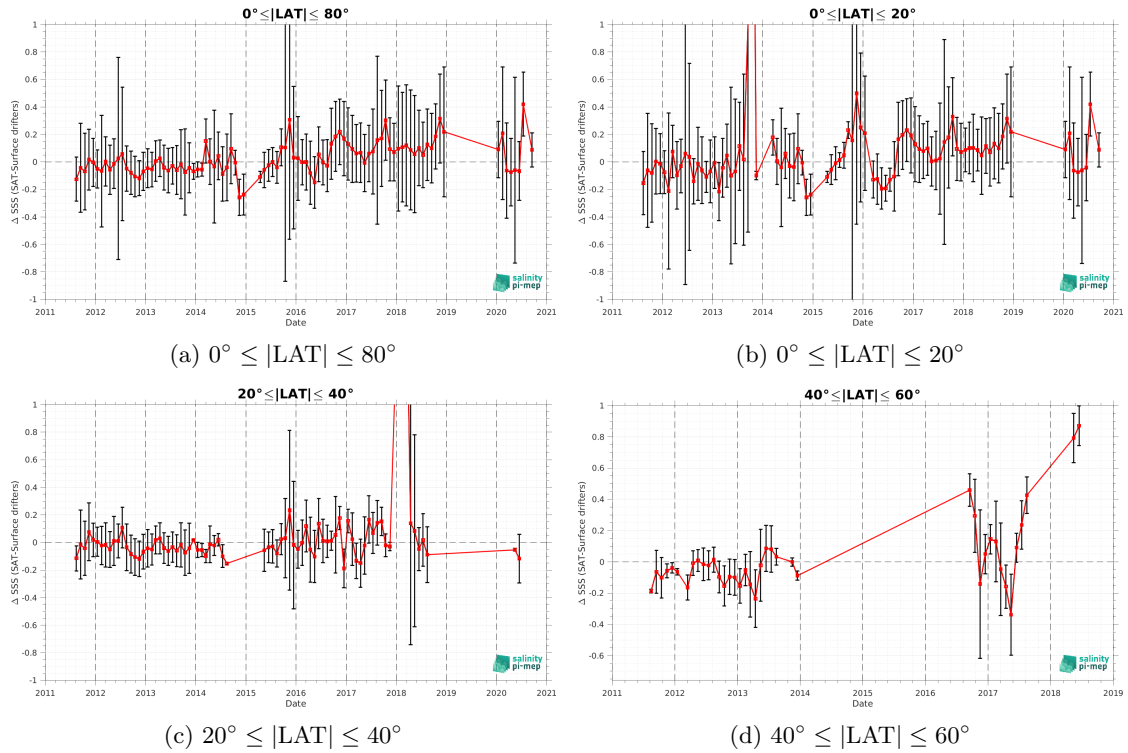 0°≤|LAT|≤ 80°
Δ SSS (SAT-Surface drifters)
1
0.8
0.6
0.4
0.2
0
-0.2
-0.4
-0.6
-0.8
-1
2011 2012 2013 2014 2015 2016 2017 2018 2019 2020 2021
Date
salinity
pi-mep
(a) 0° ≤ |LAT| ≤ 80°
0°≤|LAT|≤ 20°
Δ SSS (SAT-Surface drifters)
1
0.8
0.6
0.4
0.2
0
-0.2
-0.4
-0.6
-0.8
-1
2011 2012 2013 2014 2015 2016 2017 2018 2019 2020 2021
Date
salinity
pi-mep
(b) 0° ≤ |LAT| ≤ 20°
20°≤|LAT|≤ 40°
Δ SSS (SAT-Surface drifters)
1
0.8
0.6
0.4
0.2
0
-0.2
-0.4
-0.6
-0.8
-1
2011 2012 2013 2014 2015 2016 2017 2018 2019 2020 2021
Date
salinity
pi-mep
(c) 20° ≤ |LAT| ≤ 40°
40°≤|LAT|≤ 60°
Δ SSS (SAT-Surface drifters)
1
0.8
0.6
0.4
0.2
0
-0.2
-0.4
-0.6
2011 2012 2013 2014 2015 2016 2017 2018 2019
Date
salinity
pi-mep
(d) 40° ≤ |LAT| ≤ 60°